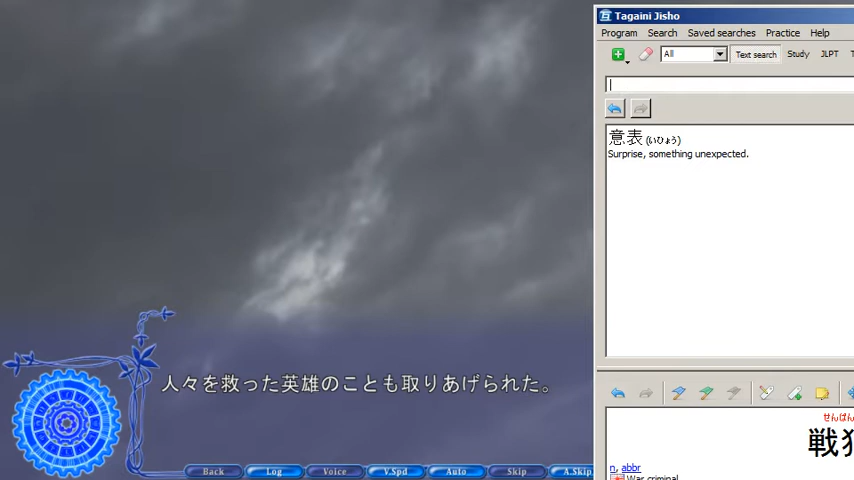 Tagaini Jisho
Program Search Saved searches Practice Help
All Text search Study JLPT
意表 (いひょう)
Surprise, something unexpected.
人々を救った英雄のことも取りあげられた。
せんぱん
戦犯
n, abbr
War criminal
Back Log Voice V.Spd Auto Skip A.Skip